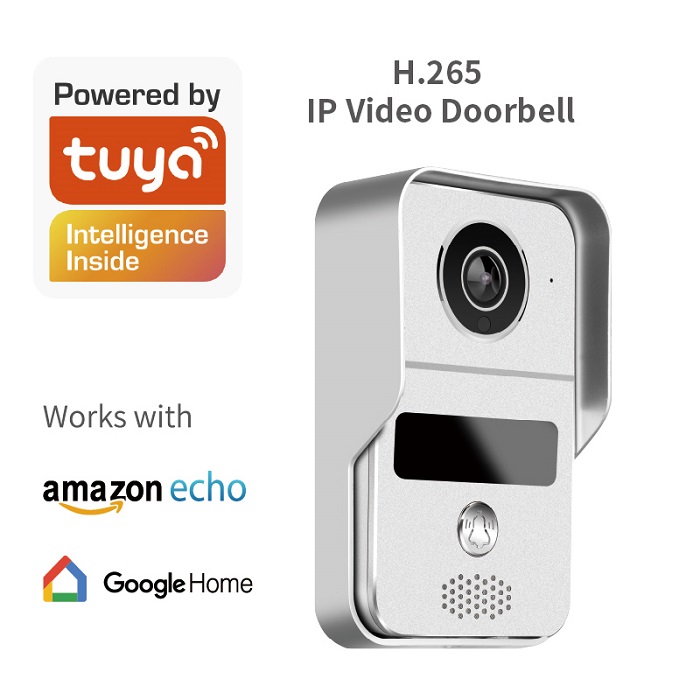 Powered by
tuya
Intelligence
Inside
H.265
IP Video Doorbell
Works with
amazon echo
Google Home